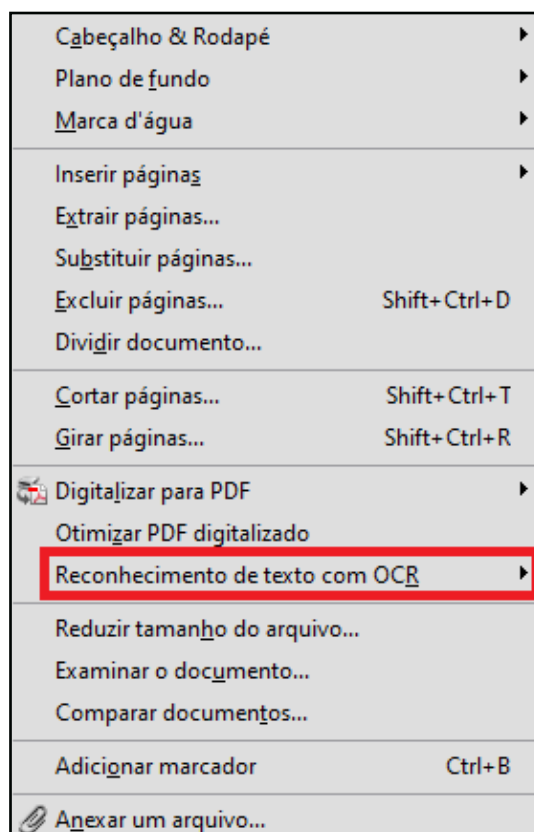 Cabeçalho & Rodapé
Plano de fundo
Marca d'água
Inserir páginas
Extrair páginas...
Substituir páginas...
Excluir páginas... Shift+Ctrl+D
Dividir documento...
Cortar páginas... Shift+Ctrl+T
Girar páginas... Shift+Ctrl+R
Digitalizar para PDF
Otimizar PDF digitalizado
Reconhecimento de texto com OCR
Reduzir tamanho do arquivo...
Examinar o documento...
Comparar documentos...
Adicionar marcador Ctrl+B
Anexar um arquivo...